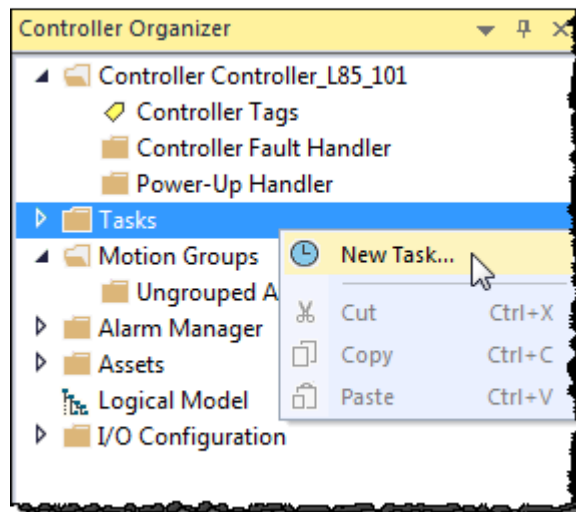 Controller Organizer
Controller Controller_L85_101
Controller Tags
Controller Fault Handler
Power-Up Handler
Tasks
Motion Groups
New Task...
Ungrouped A
Cut Ctrl+X
Alarm Manager
Copy Ctrl+C
Assets
Logical Model
Paste Ctrl+V
I/O Configuration